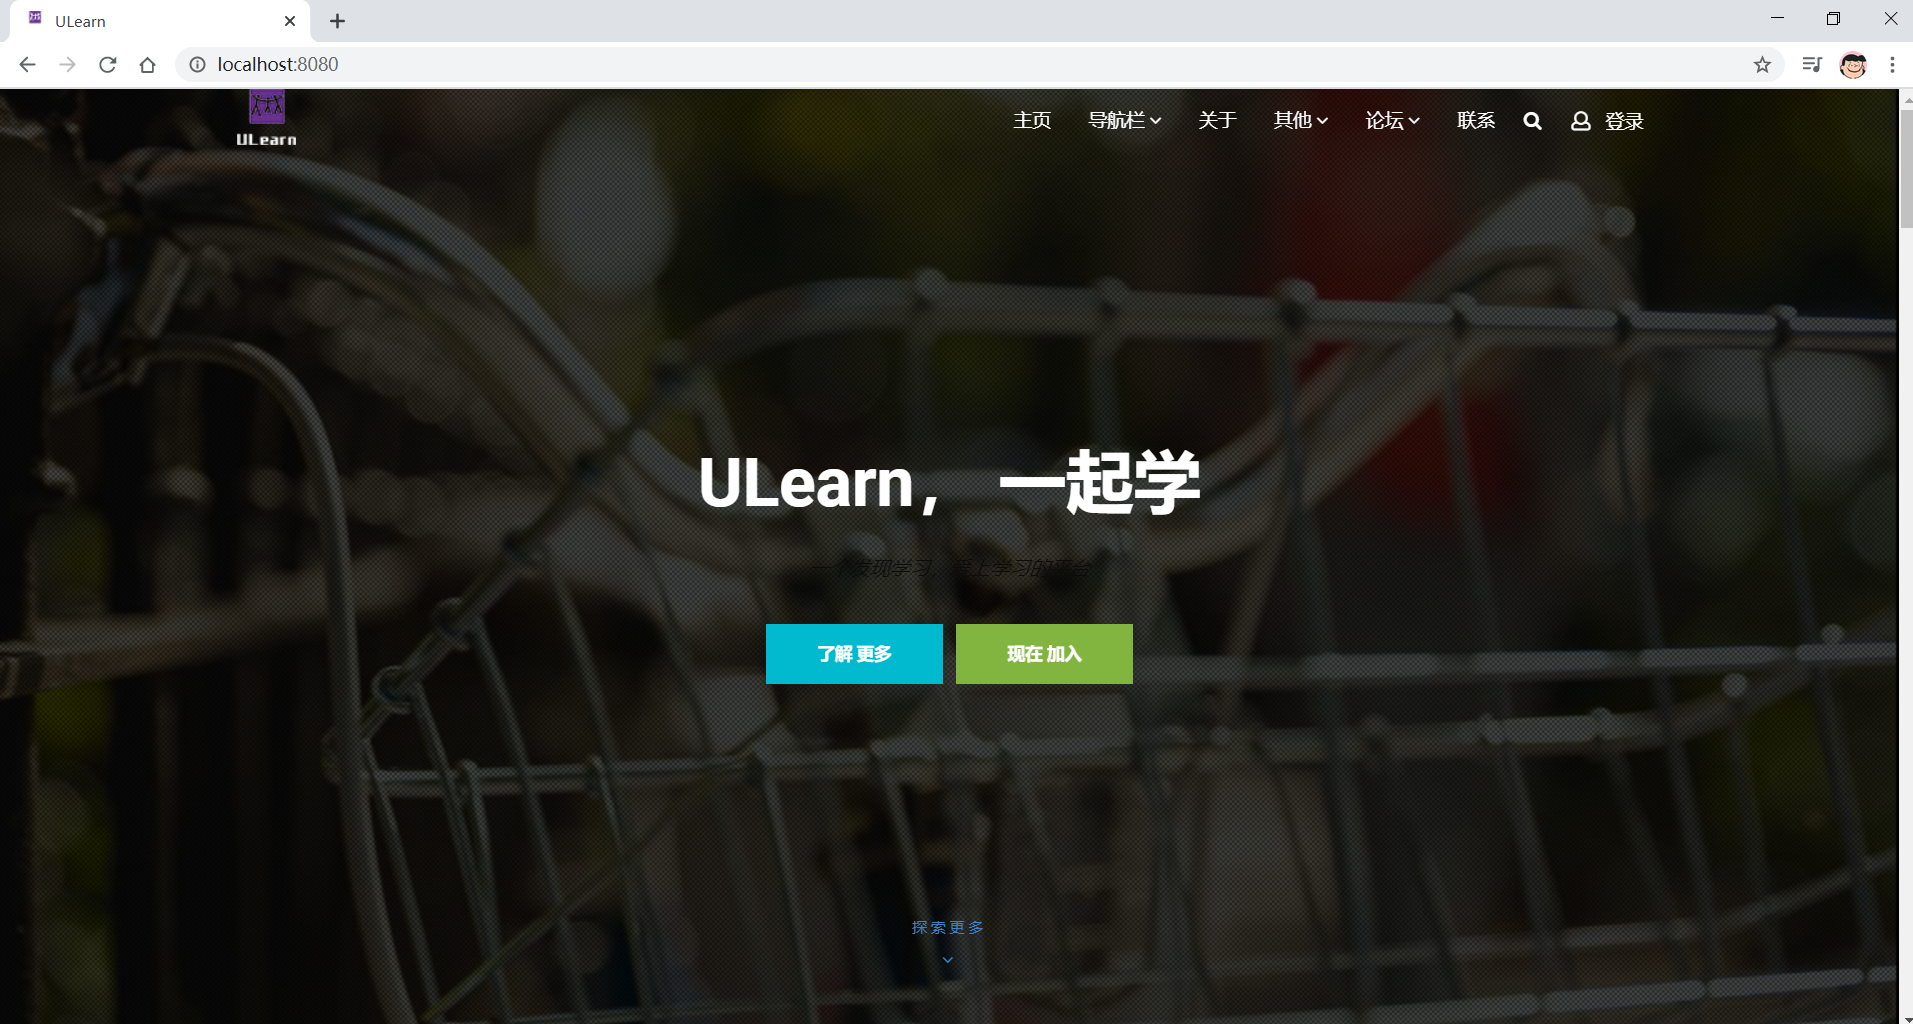 ULearn
localhost:8080
ULearn
主页 导航栏 关于 其他 论坛 联系 登录
ULearn， 一起学
一个发现学习、爱上学习的平台
了解 更多 现在 加入
探索更多